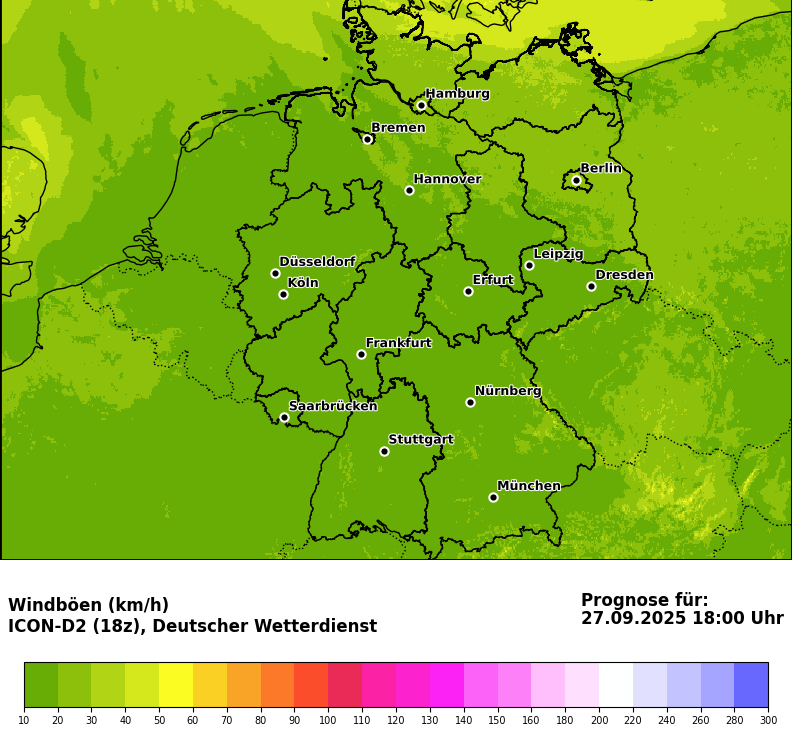 Hamburg
Bremen
Berlin
Hannover
Leipzig
Düsseldorf
Dresden
Erfurt
Köln
Frankfurt
Nürnberg
Saarbrücken
Stuttgart
München
Windböen (km/h)
ICON-D2 (18z), Deutscher Wetterdienst
Prognose für:
27.09.2025 18:00 Uhr
10 20 30 40 50 60 70 80 90 100 110 120 130 140 150 160 180 200 220 240 260 280 300